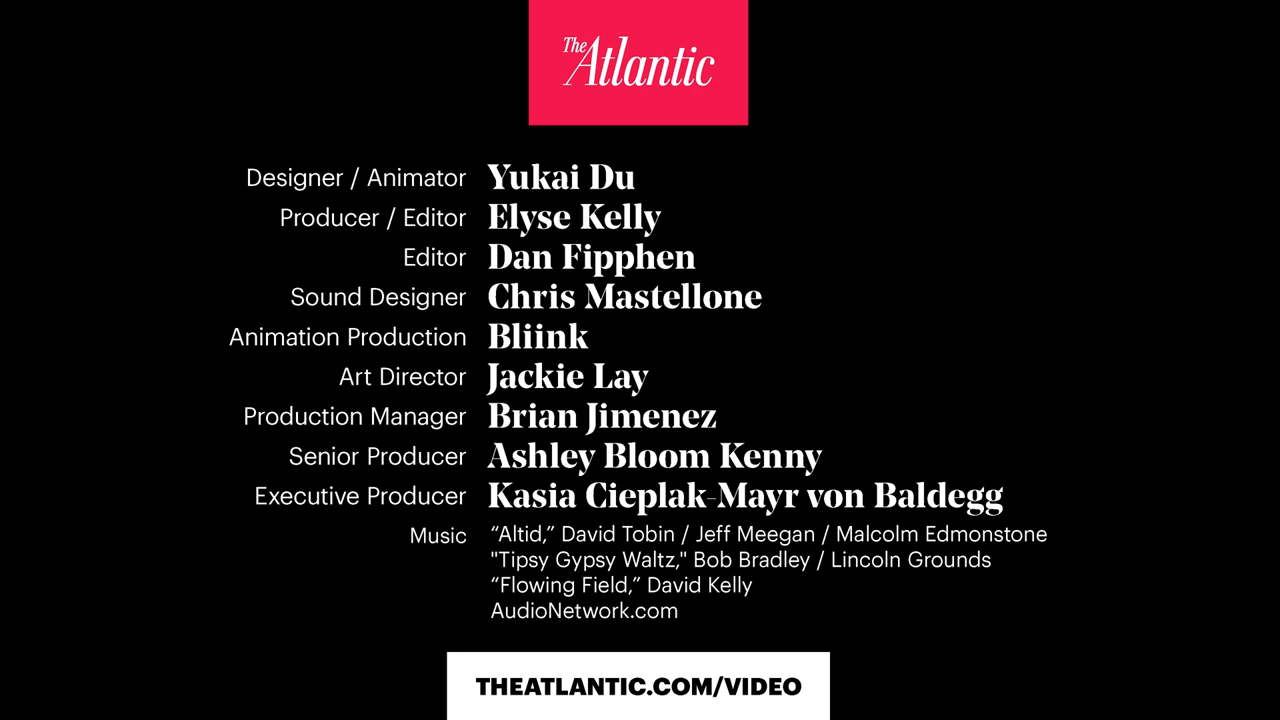 The Atlantic
Designer / Animator Yukai Du
Producer / Editor Elyse Kelly
Editor Dan Fipphen
Sound Designer Chris Mastellone
Animation Production Bliink
Art Director Jackie Lay
Production Manager Brian Jimenez
Senior Producer Ashley Bloom Kenny
Executive Producer Kasia Cieplak-Mayr von Baldegg
Music “Altid,” David Tobin / Jeff Meegan / Malcolm Edmonstone
"Tipsy Gypsy Waltz," Bob Bradley / Lincoln Grounds
“Flowing Field,” David Kelly
AudioNetwork.com
THEATLANTIC.COM/VIDEO